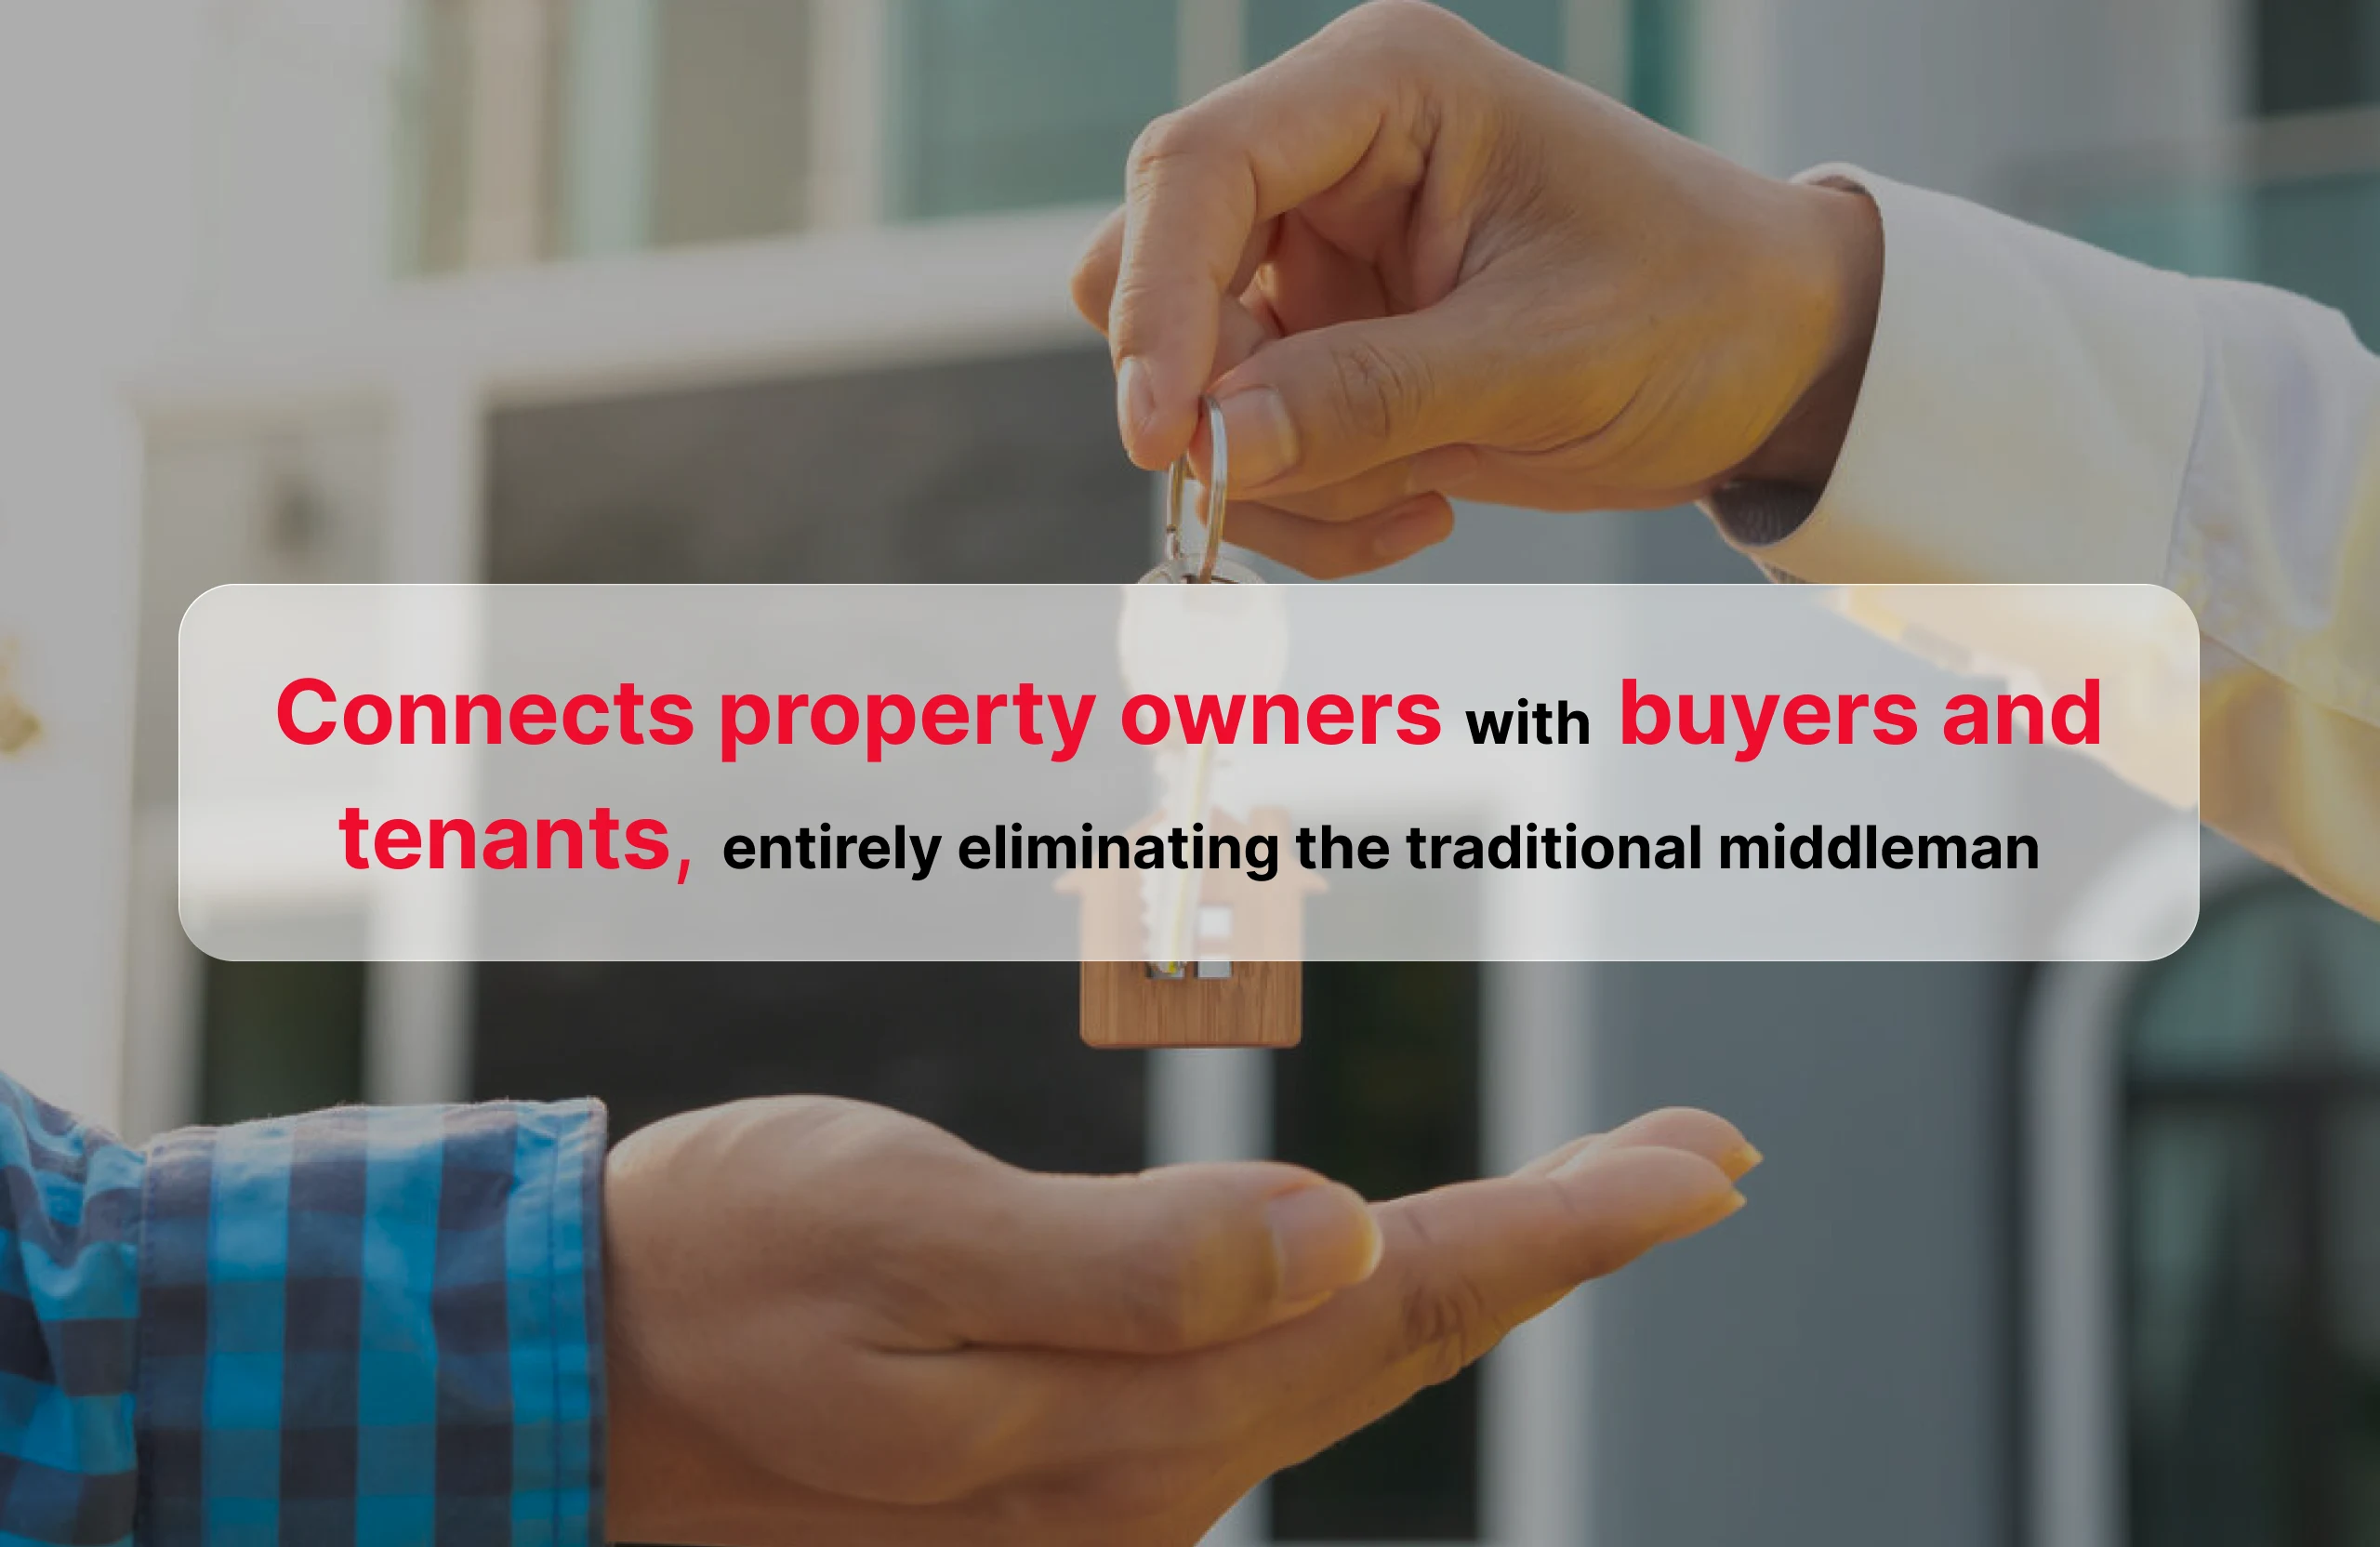 Connects property owners with buyers and
tenants, entirely eliminating the traditional middleman